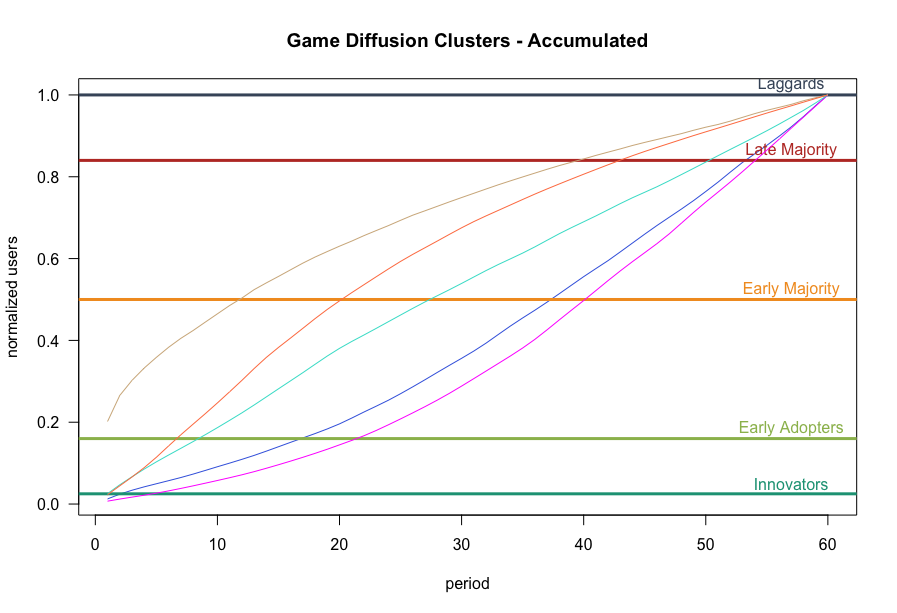 Game Diffusion Clusters - Accumulated
Laggards
1.0
Late Majority
0.8
normalized users
0.6
Early Majority
0.4
0.2
Early Adopters
Innovators
0.0
0 10 20 30 40 50 60
period